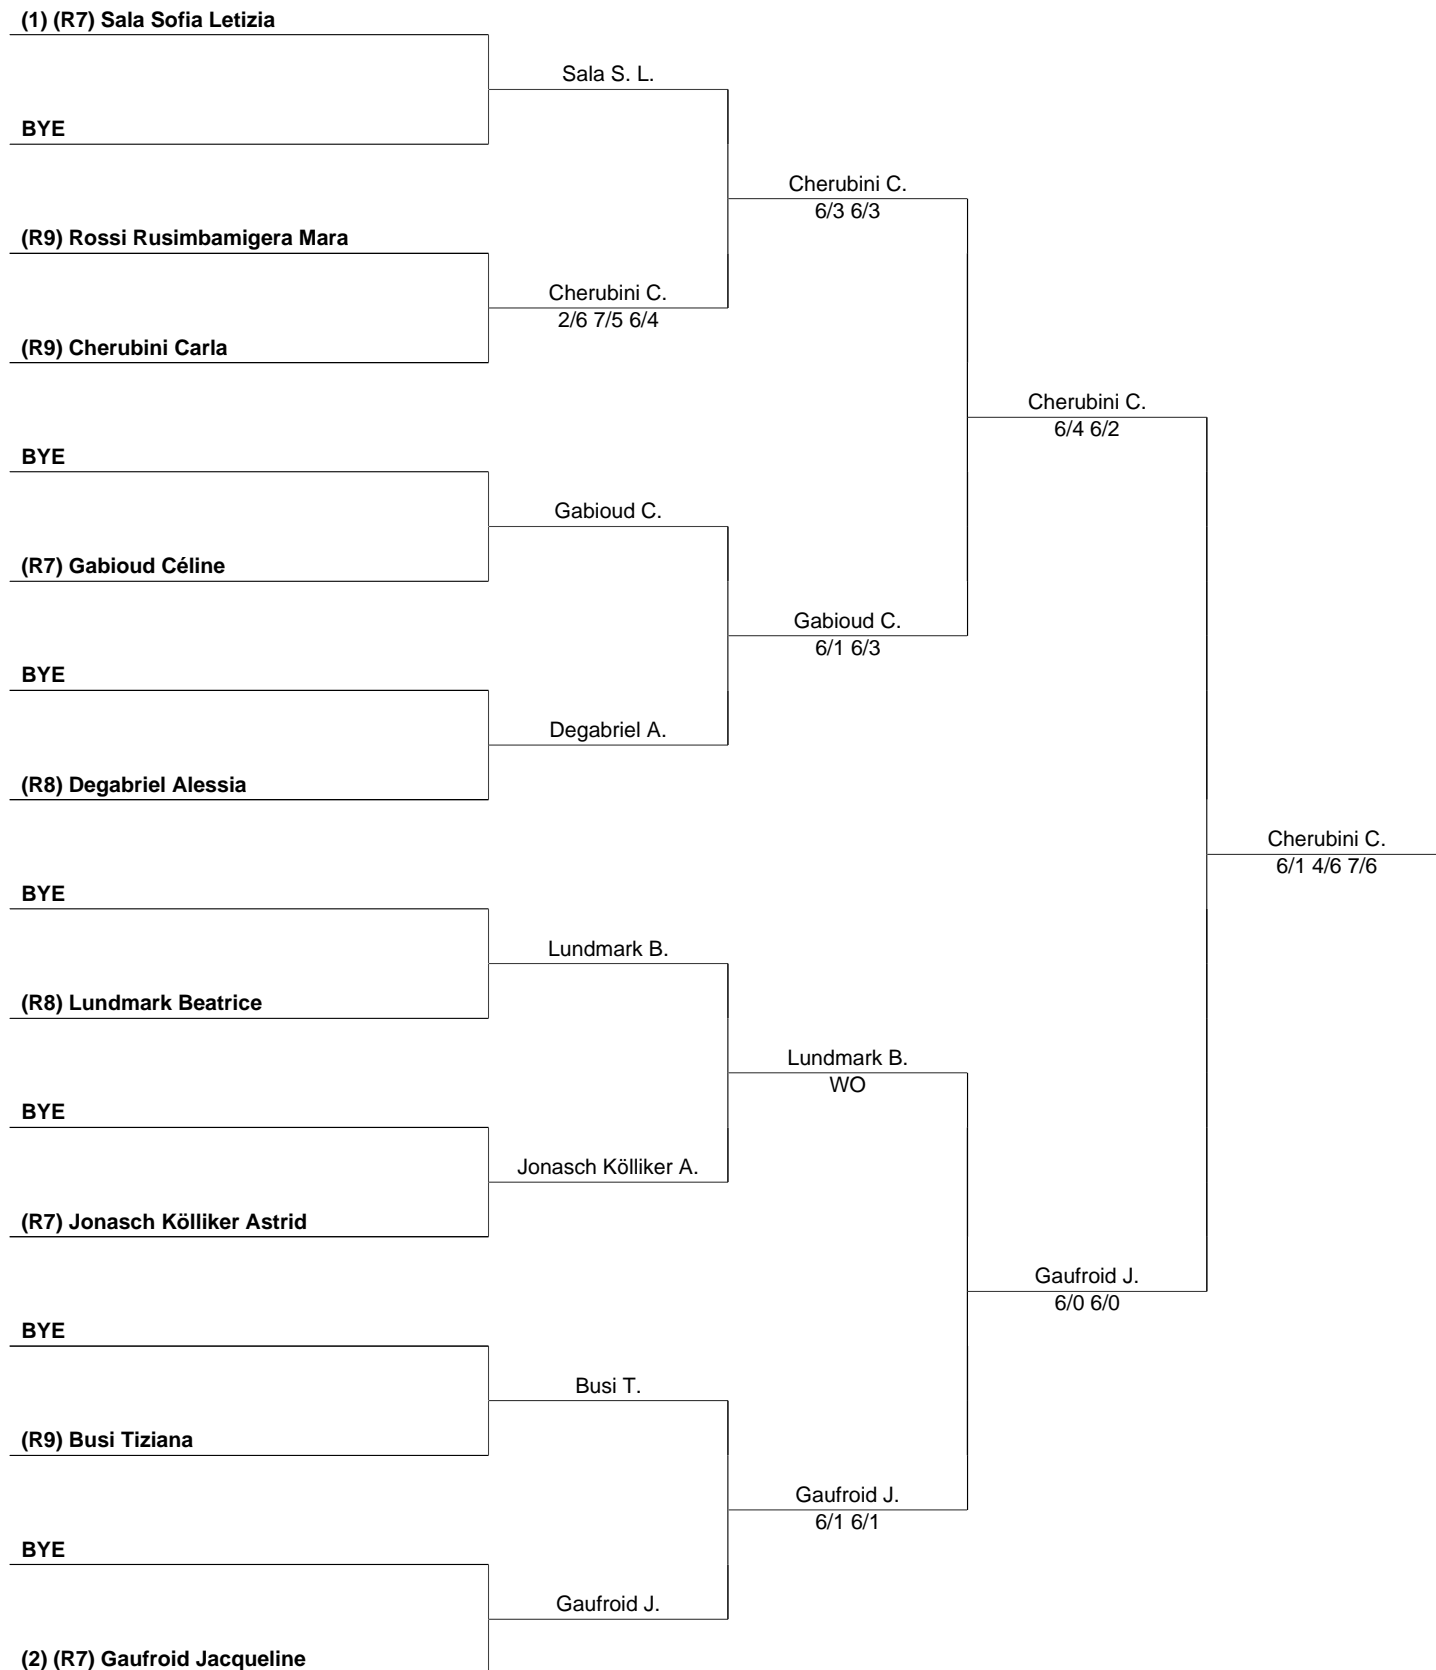 (1) (R7) Sala Sofia Letizia
Sala S. L.
BYE
Cherubini C.
6/3 6/3
(R9) Rossi Rusimbamigera Mara
Cherubini C.
2/6 7/5 6/4
(R9) Cherubini Carla
Cherubini C.
6/4 6/2
BYE
Gabioud C.
(R7) Gabioud Céline
Gabioud C.
6/1 6/3
BYE
Degabriel A.
(R8) Degabriel Alessia
Cherubini C.
6/1 4/6 7/6
BYE
Lundmark B.
(R8) Lundmark Beatrice
Lundmark B.
WO
BYE
Jonasch Kölliker A.
(R7) Jonasch Kölliker Astrid
Gaufroid J.
6/0 6/0
BYE
Busi T.
(R9) Busi Tiziana
Gaufroid J.
6/1 6/1
BYE
Gaufroid J.
(2) (R7) Gaufroid Jacqueline